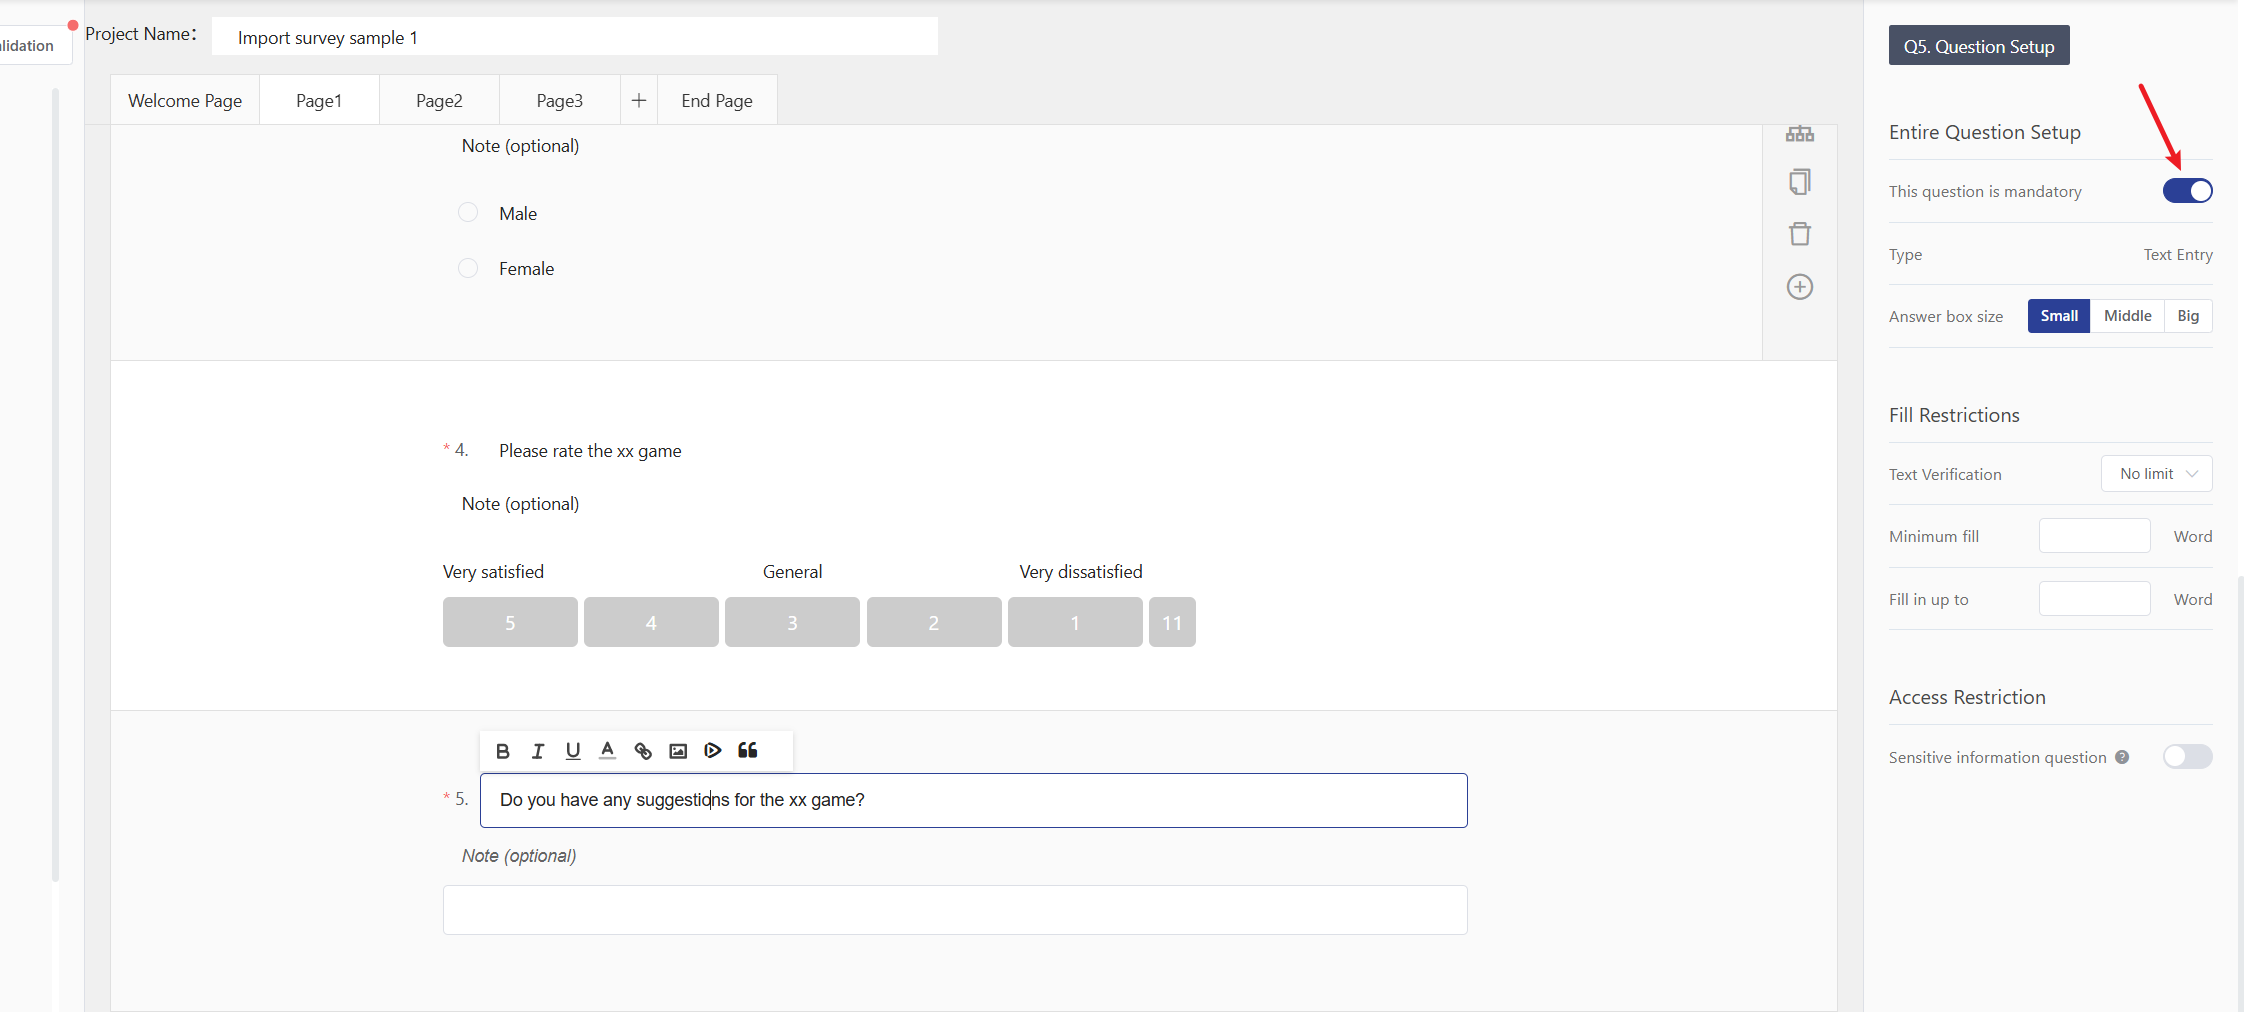 lidation
Project Name:
Import survey sample 1
Welcome Page
Page1
Page2
Page3
+
End Page
Note (optional)
Male
Female
* 4. Please rate the xx game
Note (optional)
Very satisfied General Very dissatisfied
5 4 3 2 1 11
B I U A
* 5. Do you have any suggestions for the xx game?
Note (optional)
Q5. Question Setup
Entire Question Setup
This question is mandatory
Type Text Entry
Answer box size Small Middle Big
Fill Restrictions
Text Verification No limit
Minimum fill Word
Fill in up to Word
Access Restriction
Sensitive information question ?